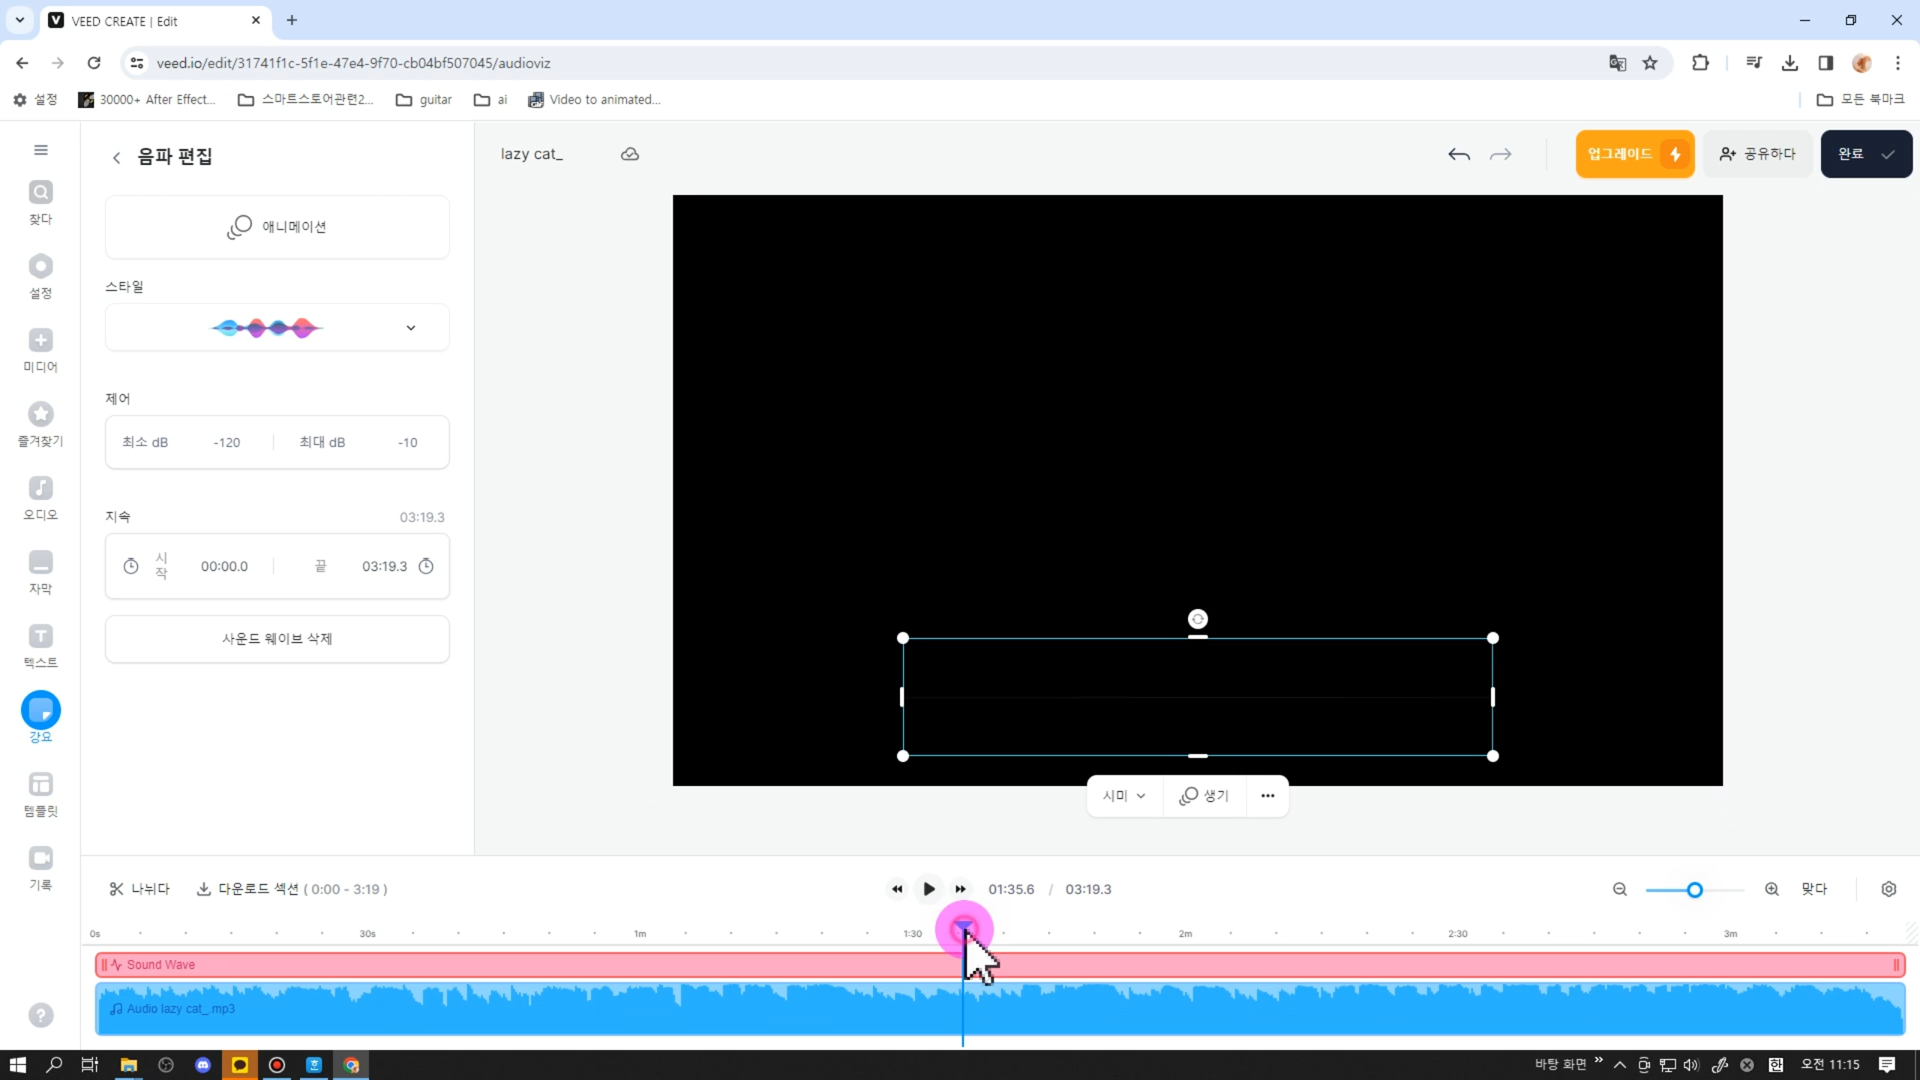 VEED CREATE | Edit
veed.io/edit/31741f1c-5f1e-47e4-9f70-cb04bf507045/audioviz
설정
30000+ After Effect...
스마트스토어관련2...
guitar
ai
Video to animated...
모든 북마크
음파 편집
lazy cat_
업그레이드
공유하다
완료
찾다
설정
미디어
즐겨찾기
오디오
자막
텍스트
강요
템플릿
기록
애니메이션
스타일
제어
최소 dB -120 최대 dB -10
지속 03:19.3
시작 00:00.0 끝 03:19.3
사운드 웨이브 삭제
시미
생기
나뉘다
다운로드 섹션 ( 0:00 - 3:19 )
01:35.6 / 03:19.3
맞다
0s 30s 1m 1:30 2m 2:30 3m
Sound Wave
Audio lazy cat_.mp3
바탕 화면
한
오전 11:15